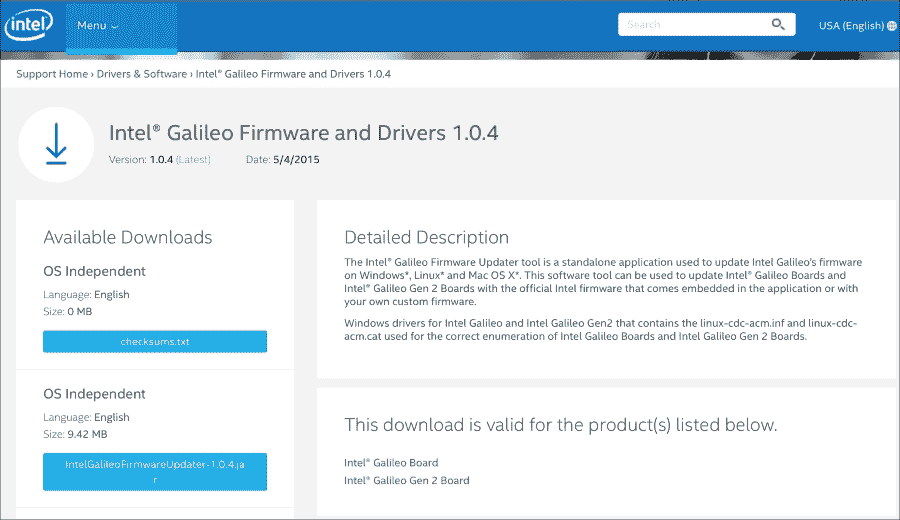 intel
Menu
Search
USA (English)
Support Home › Drivers & Software › Intel® Galileo Firmware and Drivers 1.0.4
Intel® Galileo Firmware and Drivers 1.0.4
Version: 1.0.4 (Latest) Date: 5/4/2015
Available Downloads
OS Independent
Language: English
Size: 0 MB
checksums.txt
OS Independent
Language: English
Size: 9.42 MB
IntelGalileoFirmwareUpdater-1.0.4.ja
r
Detailed Description
The Intel® Galileo Firmware Updater tool is a standalone application used to update Intel Galileo's firmware
on Windows*, Linux* and Mac OS X*. This software tool can be used to update Intel® Galileo Boards and
Intel® Galileo Gen 2 Boards with the official Intel firmware that comes embedded in the application or with
your own custom firmware.
Windows drivers for Intel Galileo and Intel Galileo Gen2 that contains the linux-cdc-acm.inf and linux-cdc-
acm.cat used for the correct enumeration of Intel Galileo Boards and Intel Galileo Gen 2 Boards.
This download is valid for the product(s) listed below.
Intel® Galileo Board
Intel® Galileo Gen 2 Board